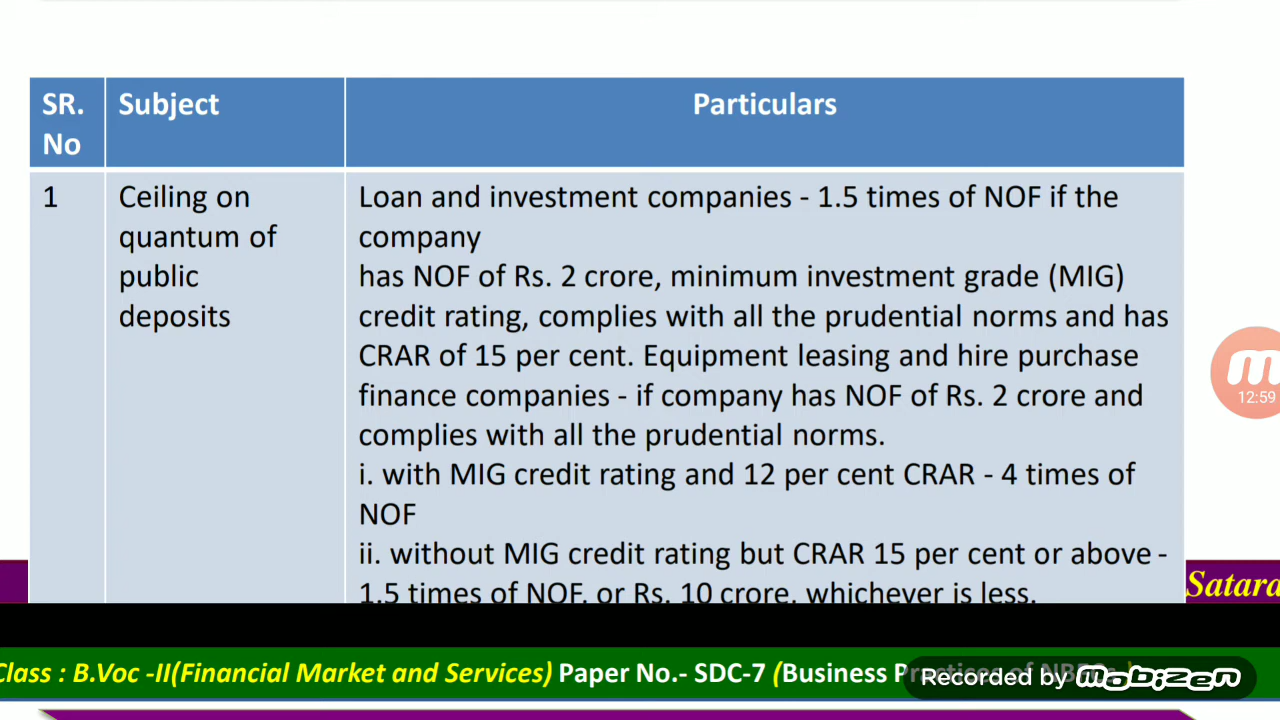 SR. No
Subject
Particulars
1
Ceiling on
quantum of
public
deposits
Loan and investment companies - 1.5 times of NOF if the
company
has NOF of Rs. 2 crore, minimum investment grade (MIG)
credit rating, complies with all the prudential norms and has
CRAR of 15 per cent. Equipment leasing and hire purchase
finance companies - if company has NOF of Rs. 2 crore and
complies with all the prudential norms.
i. with MIG credit rating and 12 per cent CRAR - 4 times of
NOF
ii. without MIG credit rating but CRAR 15 per cent or above -
1.5 times of NOF, or Rs. 10 crore, whichever is less.
12:59
Satara
Class : B.Voc -II(Financial Market and Services) Paper No.- SDC-7 (Business Practices of NBFCs )
Recorded by mobizen